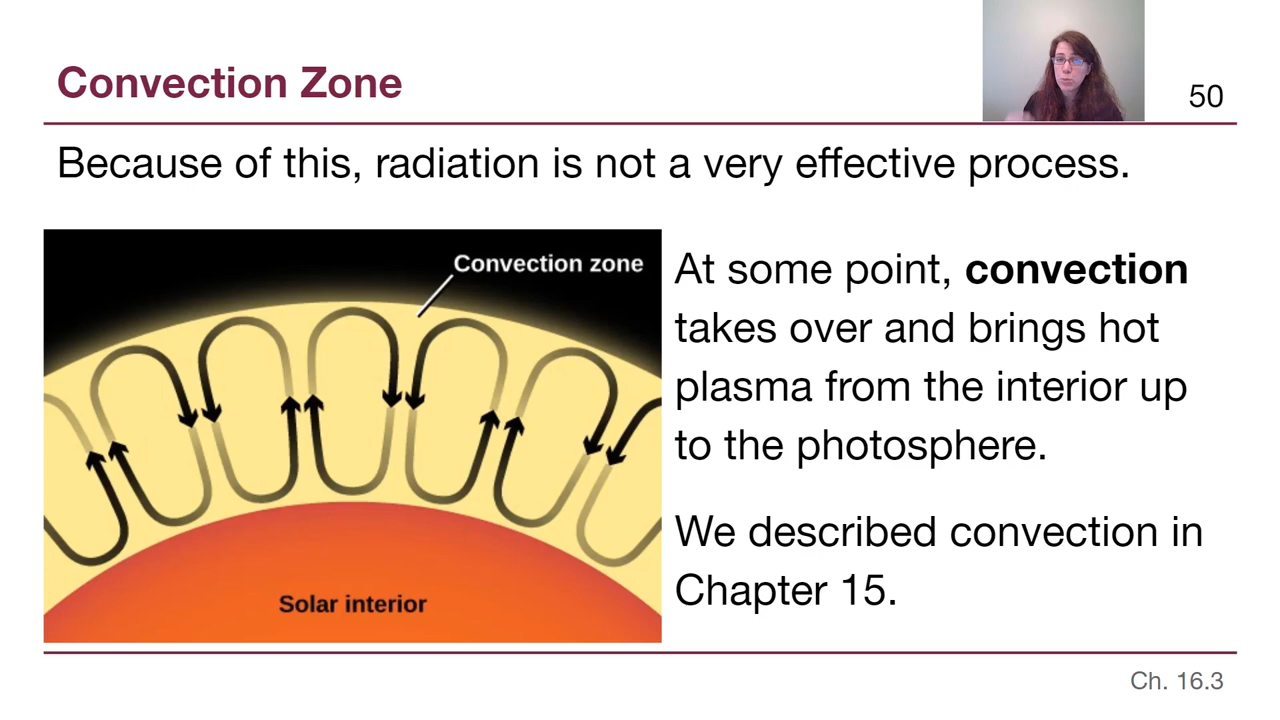 Convection Zone
50
Because of this, radiation is not a very effective process.
Convection zone
Solar interior
At some point, convection
takes over and brings hot
plasma from the interior up
to the photosphere.
We described convection in
Chapter 15.
Ch. 16.3